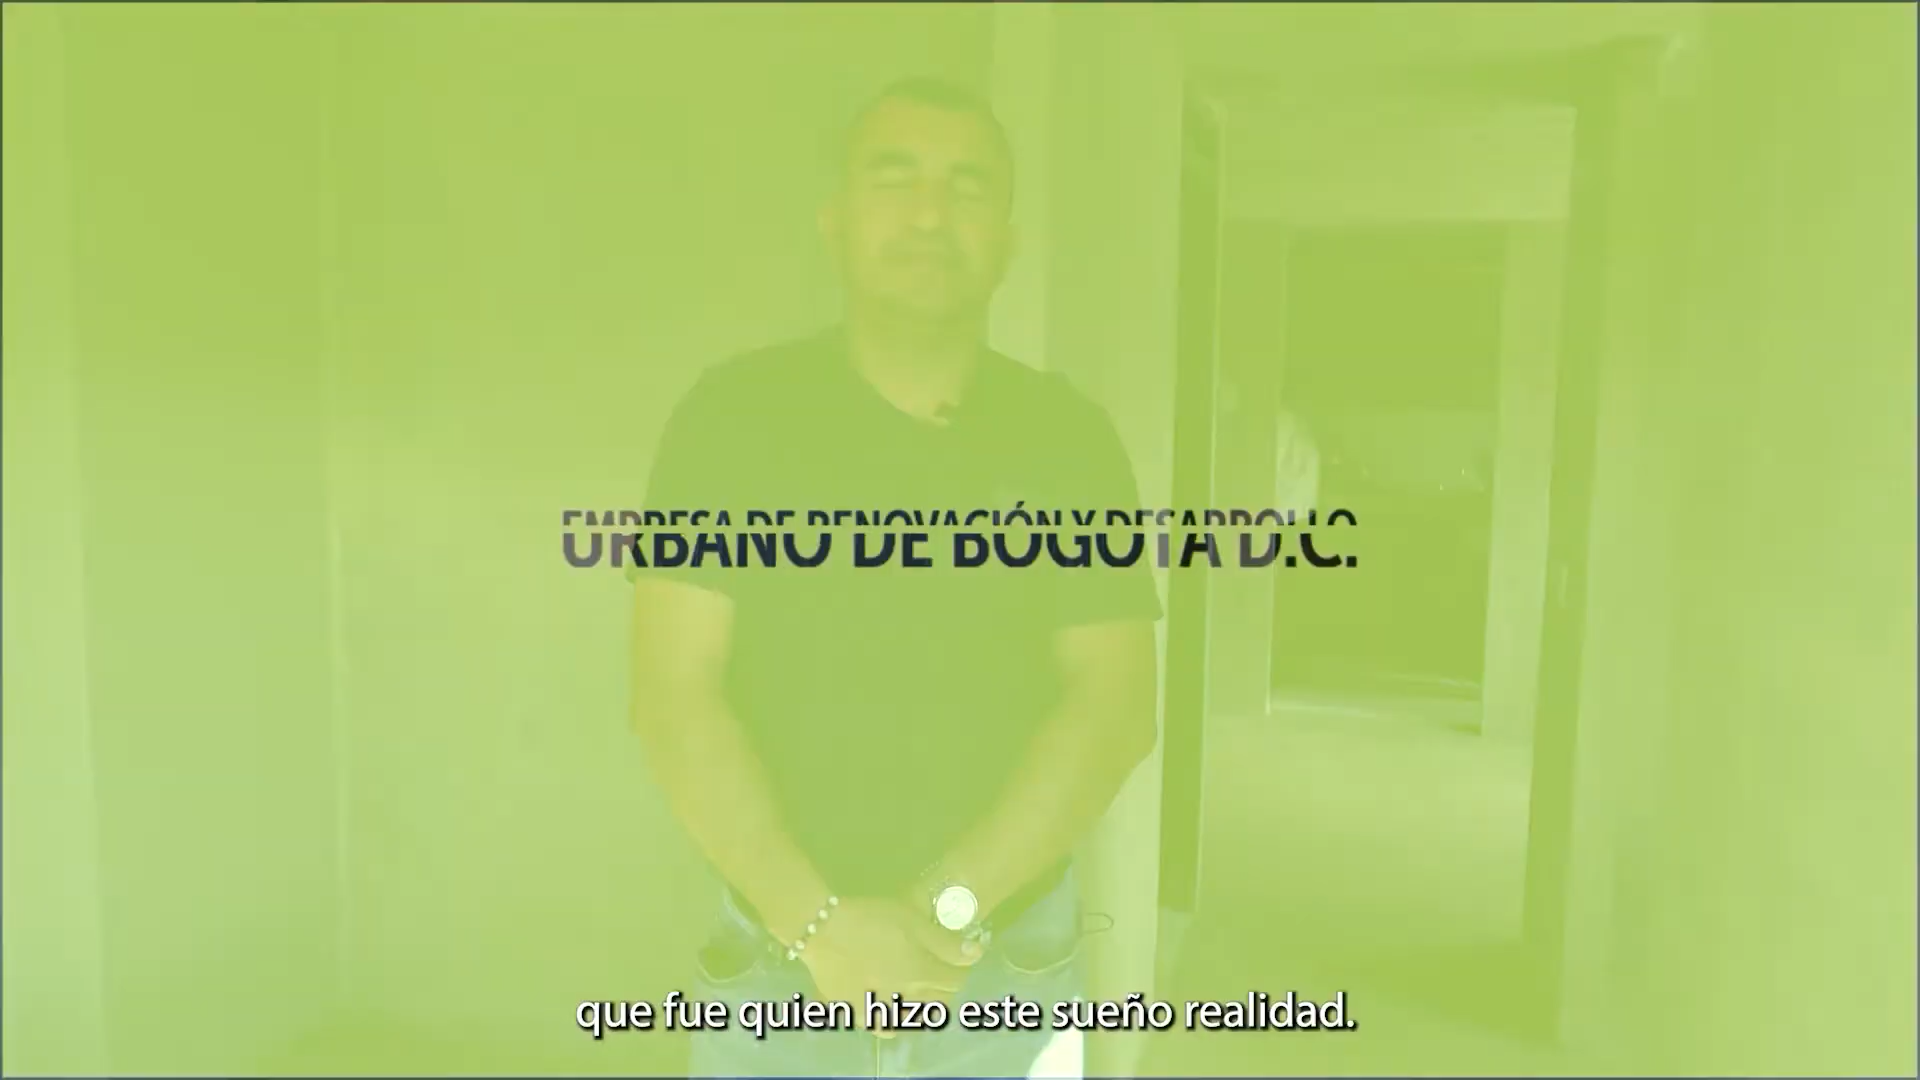 EMPRESA DE RENOVACIÓN Y DESARROLLO
URBANO DE BOGOTÁ D.C.
que fue quien hizo este sueño realidad.